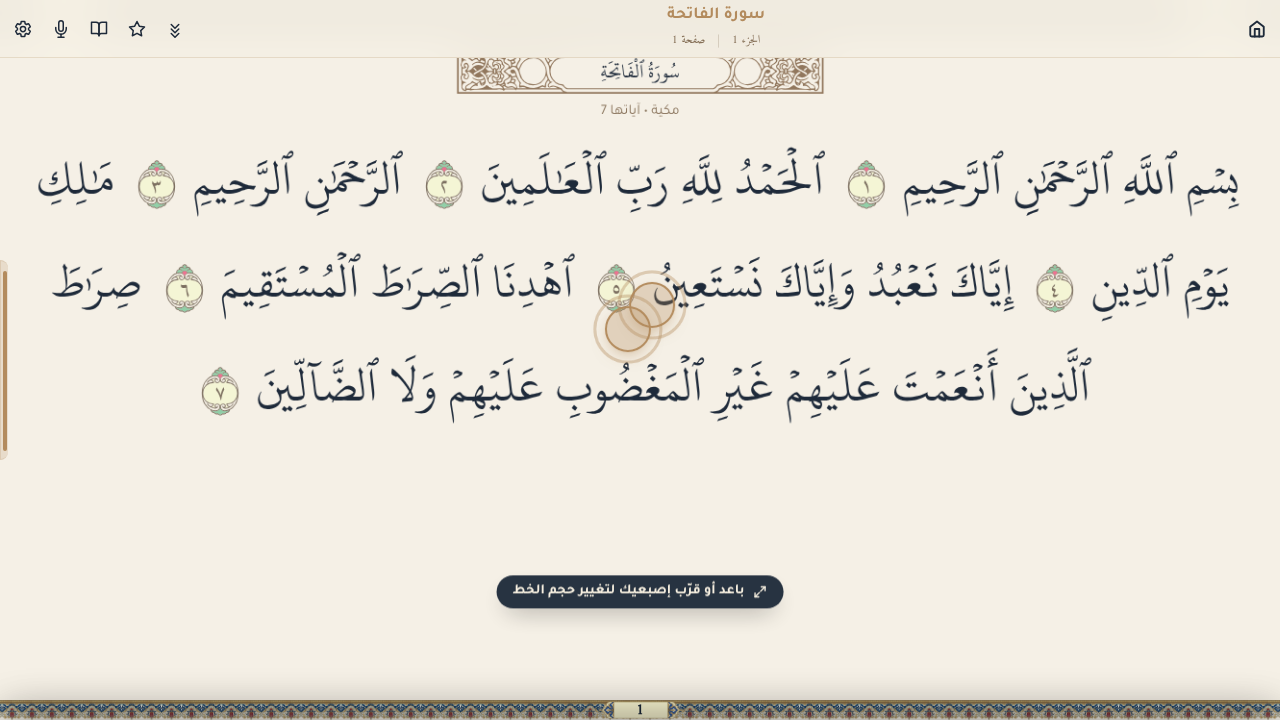 سورة الفاتحة
الجزء 1 | صفحة 1
سُورَةُ ٱلْفَاتِحَةِ
مكية • آياتها 7
بِسْمِ ٱللَّهِ ٱلرَّحْمَٰنِ ٱلرَّحِيمِ ١ ٱلْحَمْدُ لِلَّهِ رَبِّ ٱلْعَٰلَمِينَ ٢ ٱلرَّحْمَٰنِ ٱلرَّحِيمِ ٣ مَٰلِكِ
يَوْمِ ٱلدِّينِ ٤ إِيَّاكَ نَعْبُدُ وَإِيَّاكَ نَسْتَعِينُ ٥ ٱهْدِنَا ٱلصِّرَٰطَ ٱلْمُسْتَقِيمَ ٦ صِرَٰطَ
ٱلَّذِينَ أَنْعَمْتَ عَلَيْهِمْ غَيْرِ ٱلْمَغْضُوبِ عَلَيْهِمْ وَلَا ٱلضَّآلِّينَ ٧
باعد أو قرّب إصبعيك لتغيير حجم الخط
1